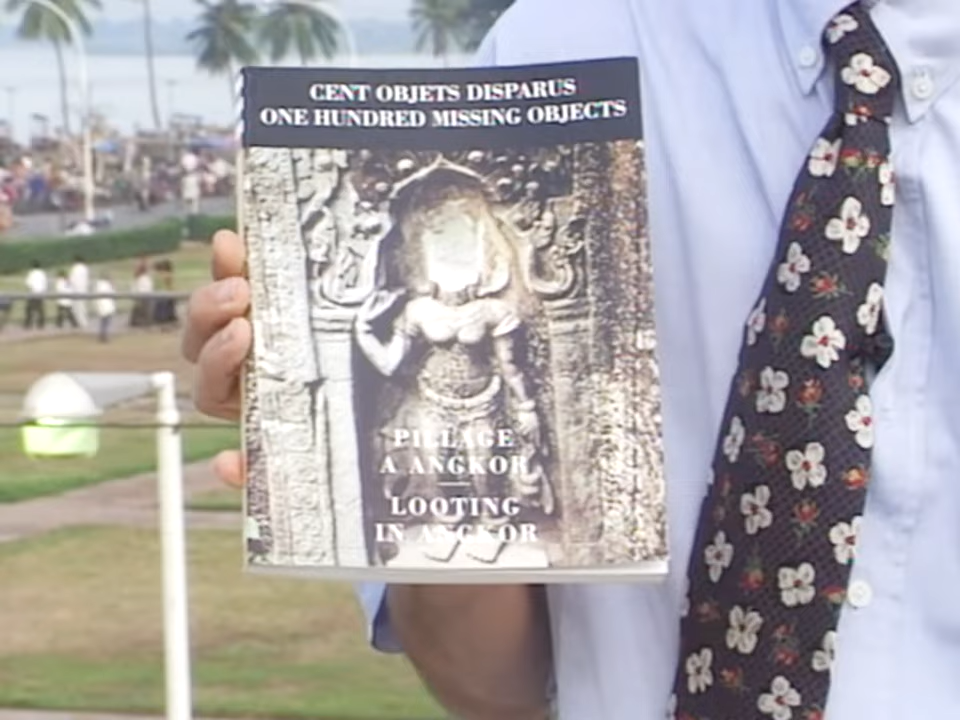 CENT OBJETS DISPARUS
ONE HUNDRED MISSING OBJECTS
PILLAGE
A ANGKOR
LOOTING
IN ANGKOR